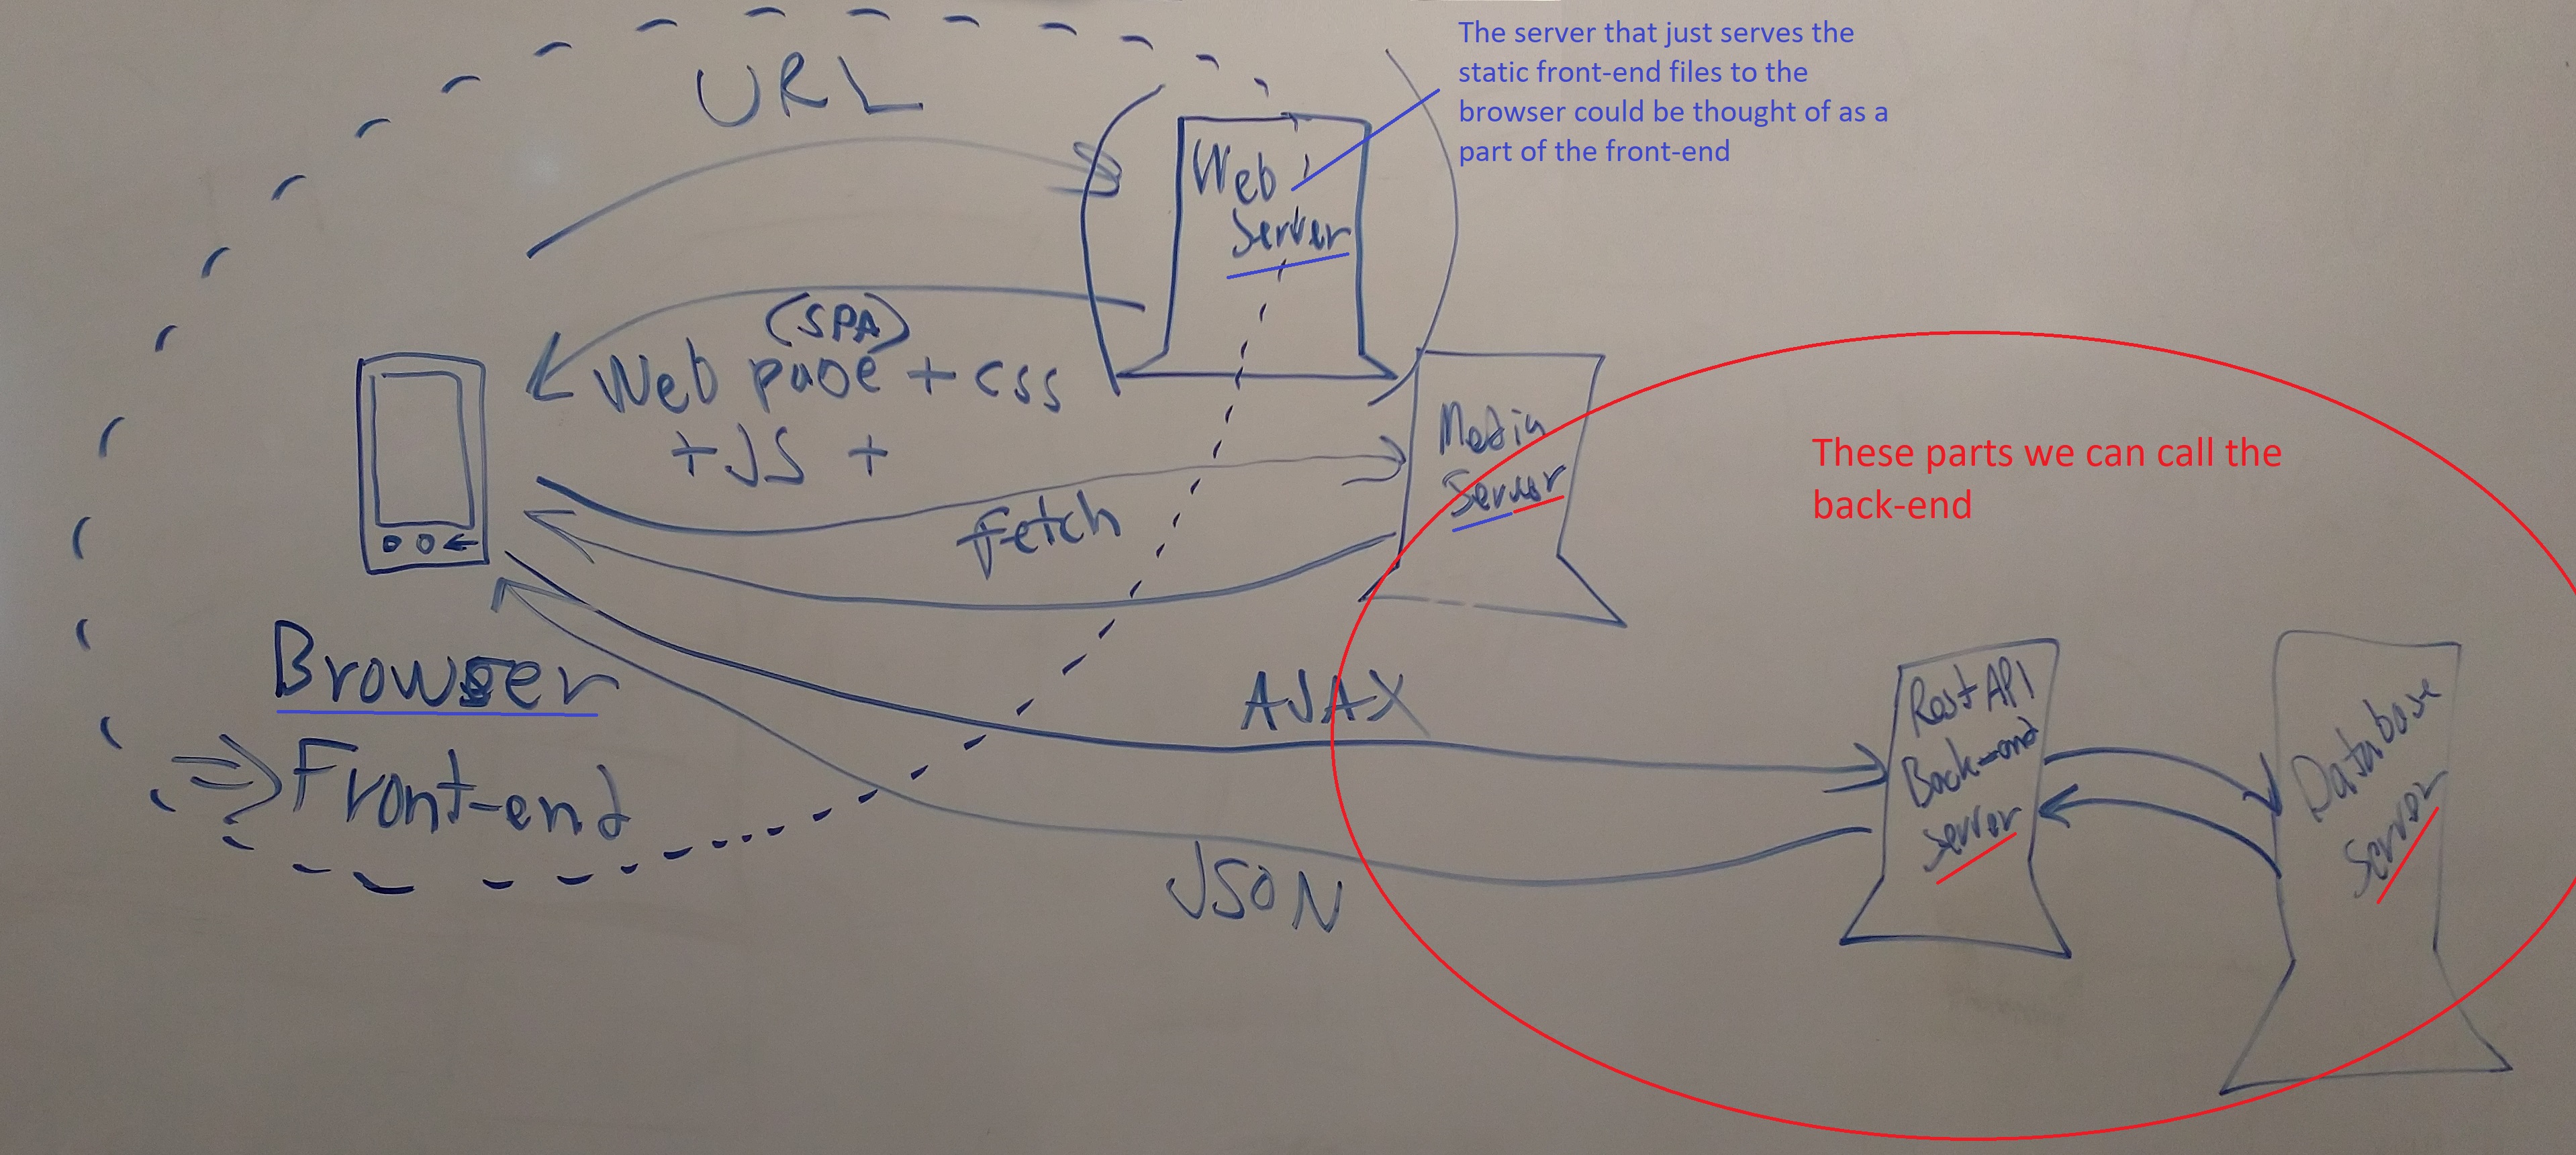 URL
The server that just serves the
static front-end files to the
browser could be thought of as a
part of the front-end
Web
Server
(SPA)
Web page + CSS
+ JS +
Media
Server
Fetch
These parts we can call the
back-end
Browser
⇒ Front-end
AJAX
JSON
Rest API
Back-end
server
Database
Server